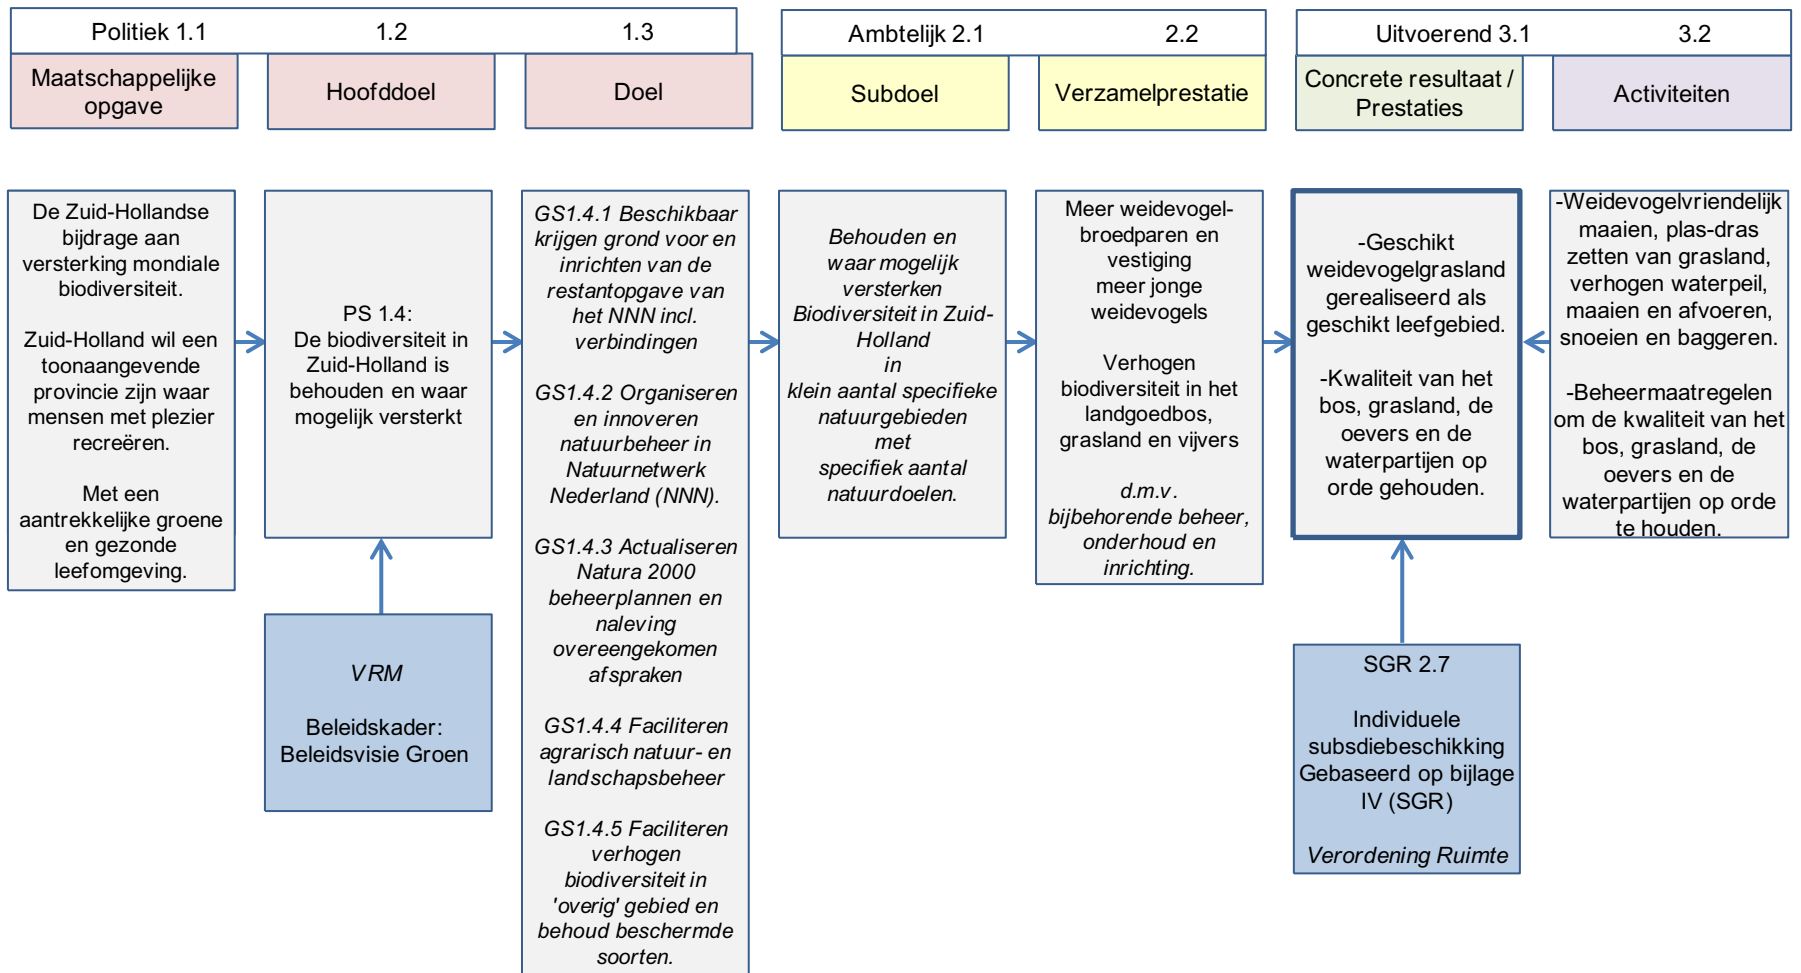 Politiek 1.1
1.2
1.3
Ambtelijk 2.1
2.2
Uitvoerend 3.1
3.2
Maatschappelijke
opgave
Hoofddoel
Doel
Subdoel
Verzamelprestatie
Concrete resultaat /
Prestaties
Activiteiten
De Zuid-Hollandse
bijdrage aan
versterking mondiale
biodiversiteit.
Zuid-Holland wil een
toonaangevende
provincie zijn waar
mensen met plezier
recreëren.
Met een
aantrekkelijke groene
en gezonde
leefomgeving.
PS 1.4:
De biodiversiteit in
Zuid-Holland is
behouden en waar
mogelijk versterkt
VRM
Beleidskader:
Beleidsvisie Groen
GS1.4.1 Beschikbaar
krijgen grond voor en
inrichten van de
restantopgave van
het NNN incl.
verbindingen
GS1.4.2 Organiseren
en innoveren
natuurbeheer in
Natuurnetwerk
Nederland (NNN).
GS1.4.3 Actualiseren
Natura 2000
beheerplannen en
naleving
overeengekomen
afspraken
GS1.4.4 Faciliteren
agrarisch natuur- en
landschapsbeheer
GS1.4.5 Faciliteren
verhogen
biodiversiteit in
'overig' gebied en
behoud beschermde
soorten.
Behouden en
waar mogelijk
versterken
Biodiversiteit in Zuid-
Holland
in
klein aantal specifieke
natuurgebieden
met
specifiek aantal
natuurdoelen.
Meer weidevogel-
broedparen en
vestiging
meer jonge
weidevogels
Verhogen
biodiversiteit in het
landgoedbos,
grasland en vijvers
d.m.v.
bijbehorende beheer,
onderhoud en
inrichting.
-Geschikt
weidevogelgrasland
gerealiseerd als
geschikt leefgebied.
-Kwaliteit van het
bos, grasland, de
oevers en de
waterpartijen op
orde gehouden.
SGR 2.7
Individuele
subsdiebeschikking
Gebaseerd op bijlage
IV (SGR)
Verordening Ruimte
-Weidevogelvriendelijk
maaien, plas-dras
zetten van grasland,
verhogen waterpeil,
maaien en afvoeren,
snoeien en baggeren.
-Beheermaatregelen
om de kwaliteit van het
bos, grasland, de
oevers en de
waterpartijen op orde
te houden.